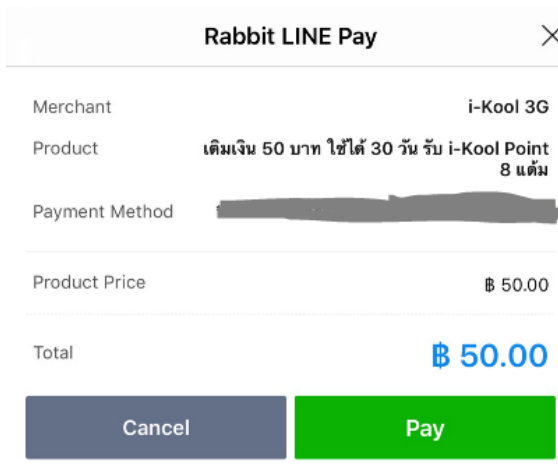 Rabbit LINE Pay
Merchant i-Kool 3G
Product เติมเงิน 50 บาท ใช้ได้ 30 วัน รับ i-Kool Point
8 แต้ม
Payment Method
Product Price ฿ 50.00
Total ฿ 50.00
Cancel Pay